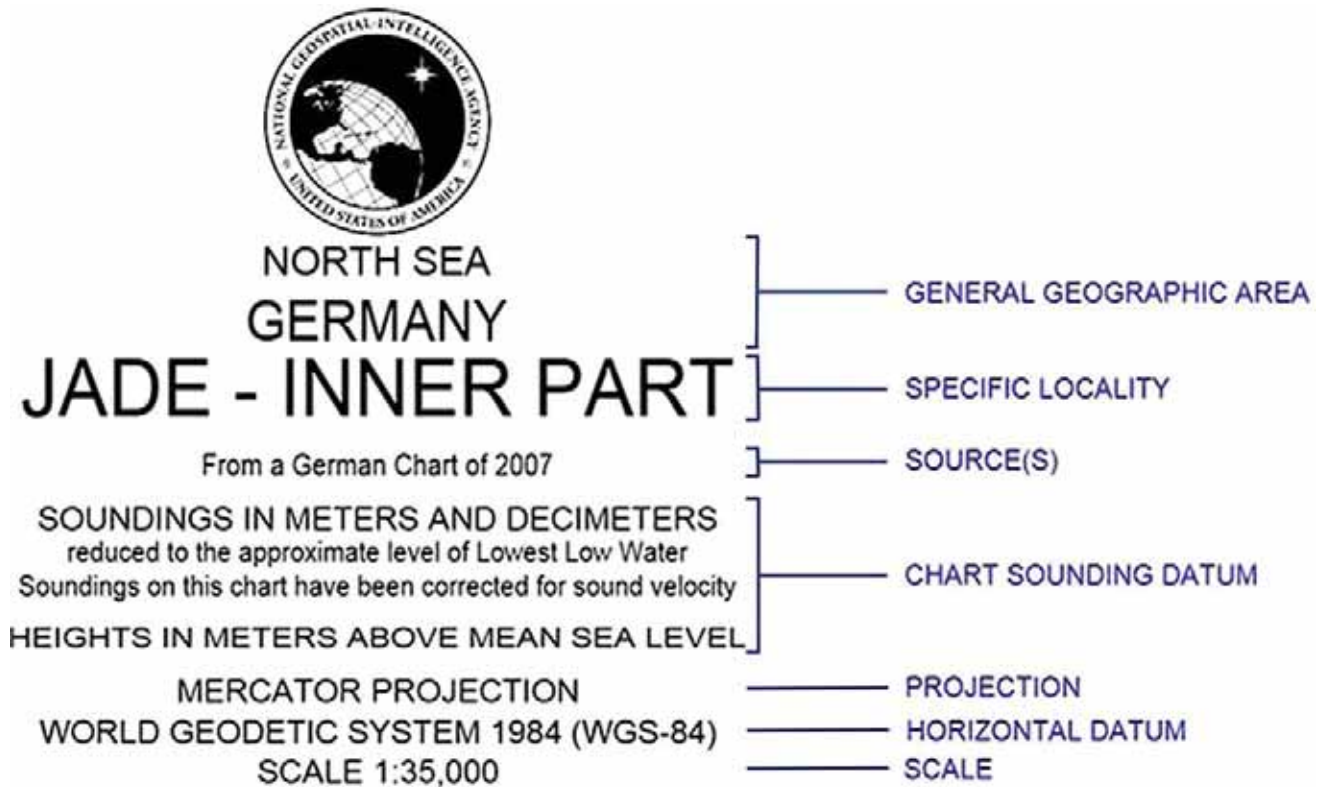 NATIONAL GEOSPATIAL-INTELLIGENCE AGENCY
UNITED STATES OF AMERICA
NORTH SEA
GERMANY
GENERAL GEOGRAPHIC AREA
JADE - INNER PART
SPECIFIC LOCALITY
From a German Chart of 2007
SOURCE(S)
SOUNDINGS IN METERS AND DECIMETERS
reduced to the approximate level of Lowest Low Water
Soundings on this chart have been corrected for sound velocity
HEIGHTS IN METERS ABOVE MEAN SEA LEVEL
CHART SOUNDING DATUM
MERCATOR PROJECTION
PROJECTION
WORLD GEODETIC SYSTEM 1984 (WGS-84)
HORIZONTAL DATUM
SCALE 1:35,000
SCALE